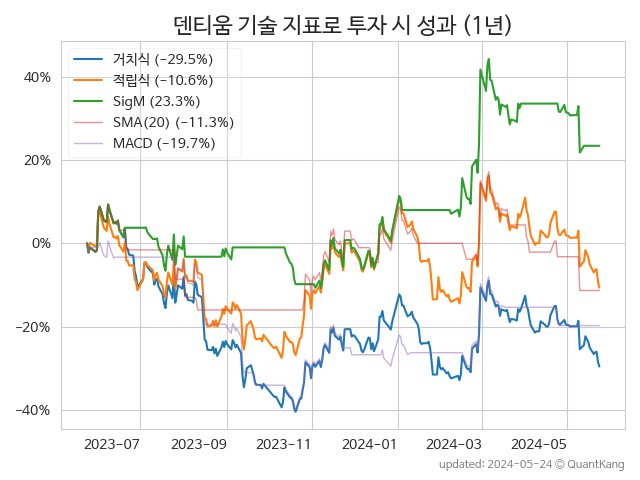 덴티움 기술 지표로 투자 시 성과 (1년)
거치식 (−29.5%)
적립식 (−10.6%)
SigM (23.3%)
SMA(20) (−11.3%)
MACD (−19.7%)
40%
20%
0%
−20%
−40%
2023-07
2023-09
2023-11
2024-01
2024-03
2024-05
updated: 2024-05-24 © QuantKang